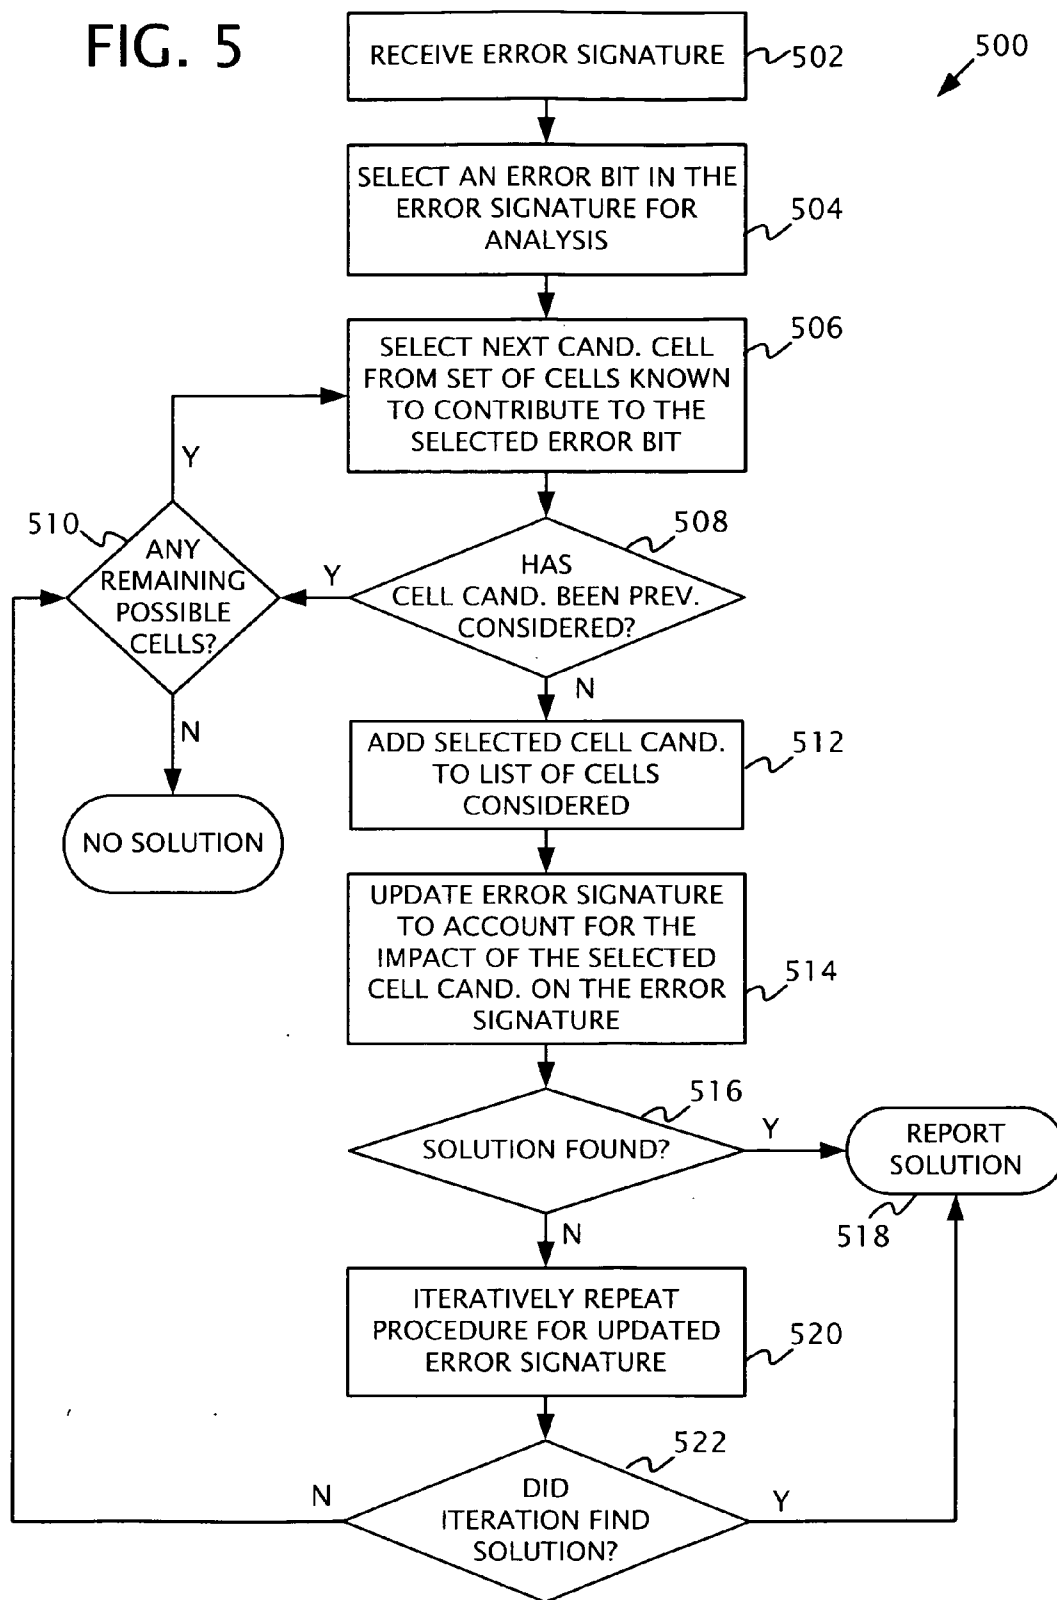 FIG. 5
500
RECEIVE ERROR SIGNATURE
502
SELECT AN ERROR BIT IN THE
ERROR SIGNATURE FOR
ANALYSIS
504
SELECT NEXT CAND. CELL
FROM SET OF CELLS KNOWN
TO CONTRIBUTE TO THE
SELECTED ERROR BIT
506
Y
510
ANY
REMAINING
POSSIBLE
CELLS?
Y
HAS
CELL CAND. BEEN PREV.
CONSIDERED?
508
N
N
NO SOLUTION
ADD SELECTED CELL CAND.
TO LIST OF CELLS
CONSIDERED
512
UPDATE ERROR SIGNATURE
TO ACCOUNT FOR THE
IMPACT OF THE SELECTED
CELL CAND. ON THE ERROR
SIGNATURE
514
SOLUTION FOUND?
516
Y
REPORT
SOLUTION
518
N
ITERATIVELY REPEAT
PROCEDURE FOR UPDATED
ERROR SIGNATURE
520
N
DID
ITERATION FIND
SOLUTION?
522
Y